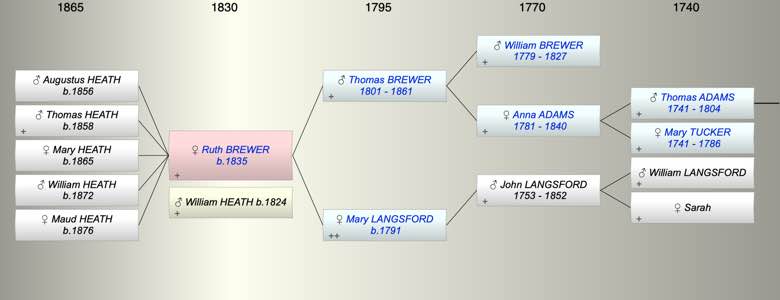 1865
1830
1795
1770
1740
♂ Augustus HEATH
b.1856
♂ Thomas HEATH
b.1858
+
♀ Mary HEATH
b.1865
♂ William HEATH
b.1872
♀ Maud HEATH
b.1876
♀ Ruth BREWER
b.1835
+
♂ William HEATH b.1824
+
♂ Thomas BREWER
1801 - 1861
+
♀ Mary LANGSFORD
b.1791
++
♂ William BREWER
1779 - 1827
+
♀ Anna ADAMS
1781 - 1840
+
♂ John LANGSFORD
1753 - 1852
+
♂ Thomas ADAMS
1741 - 1804
+
♀ Mary TUCKER
1741 - 1786
+
♂ William LANGSFORD
+
♀ Sarah
+